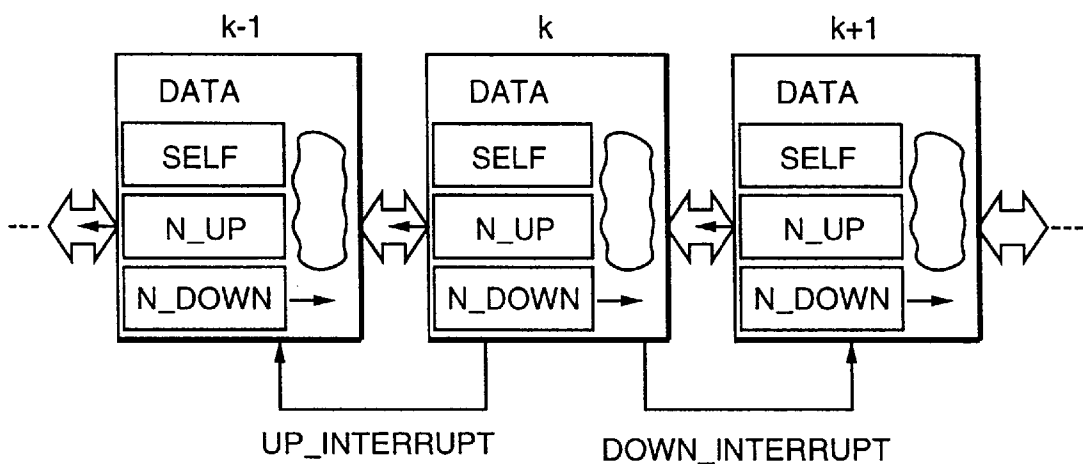 k-1 k k+1
DATA DATA DATA
SELF SELF SELF
N_UP N_UP N_UP
N_DOWN N_DOWN N_DOWN
UP_INTERRUPT DOWN_INTERRUPT